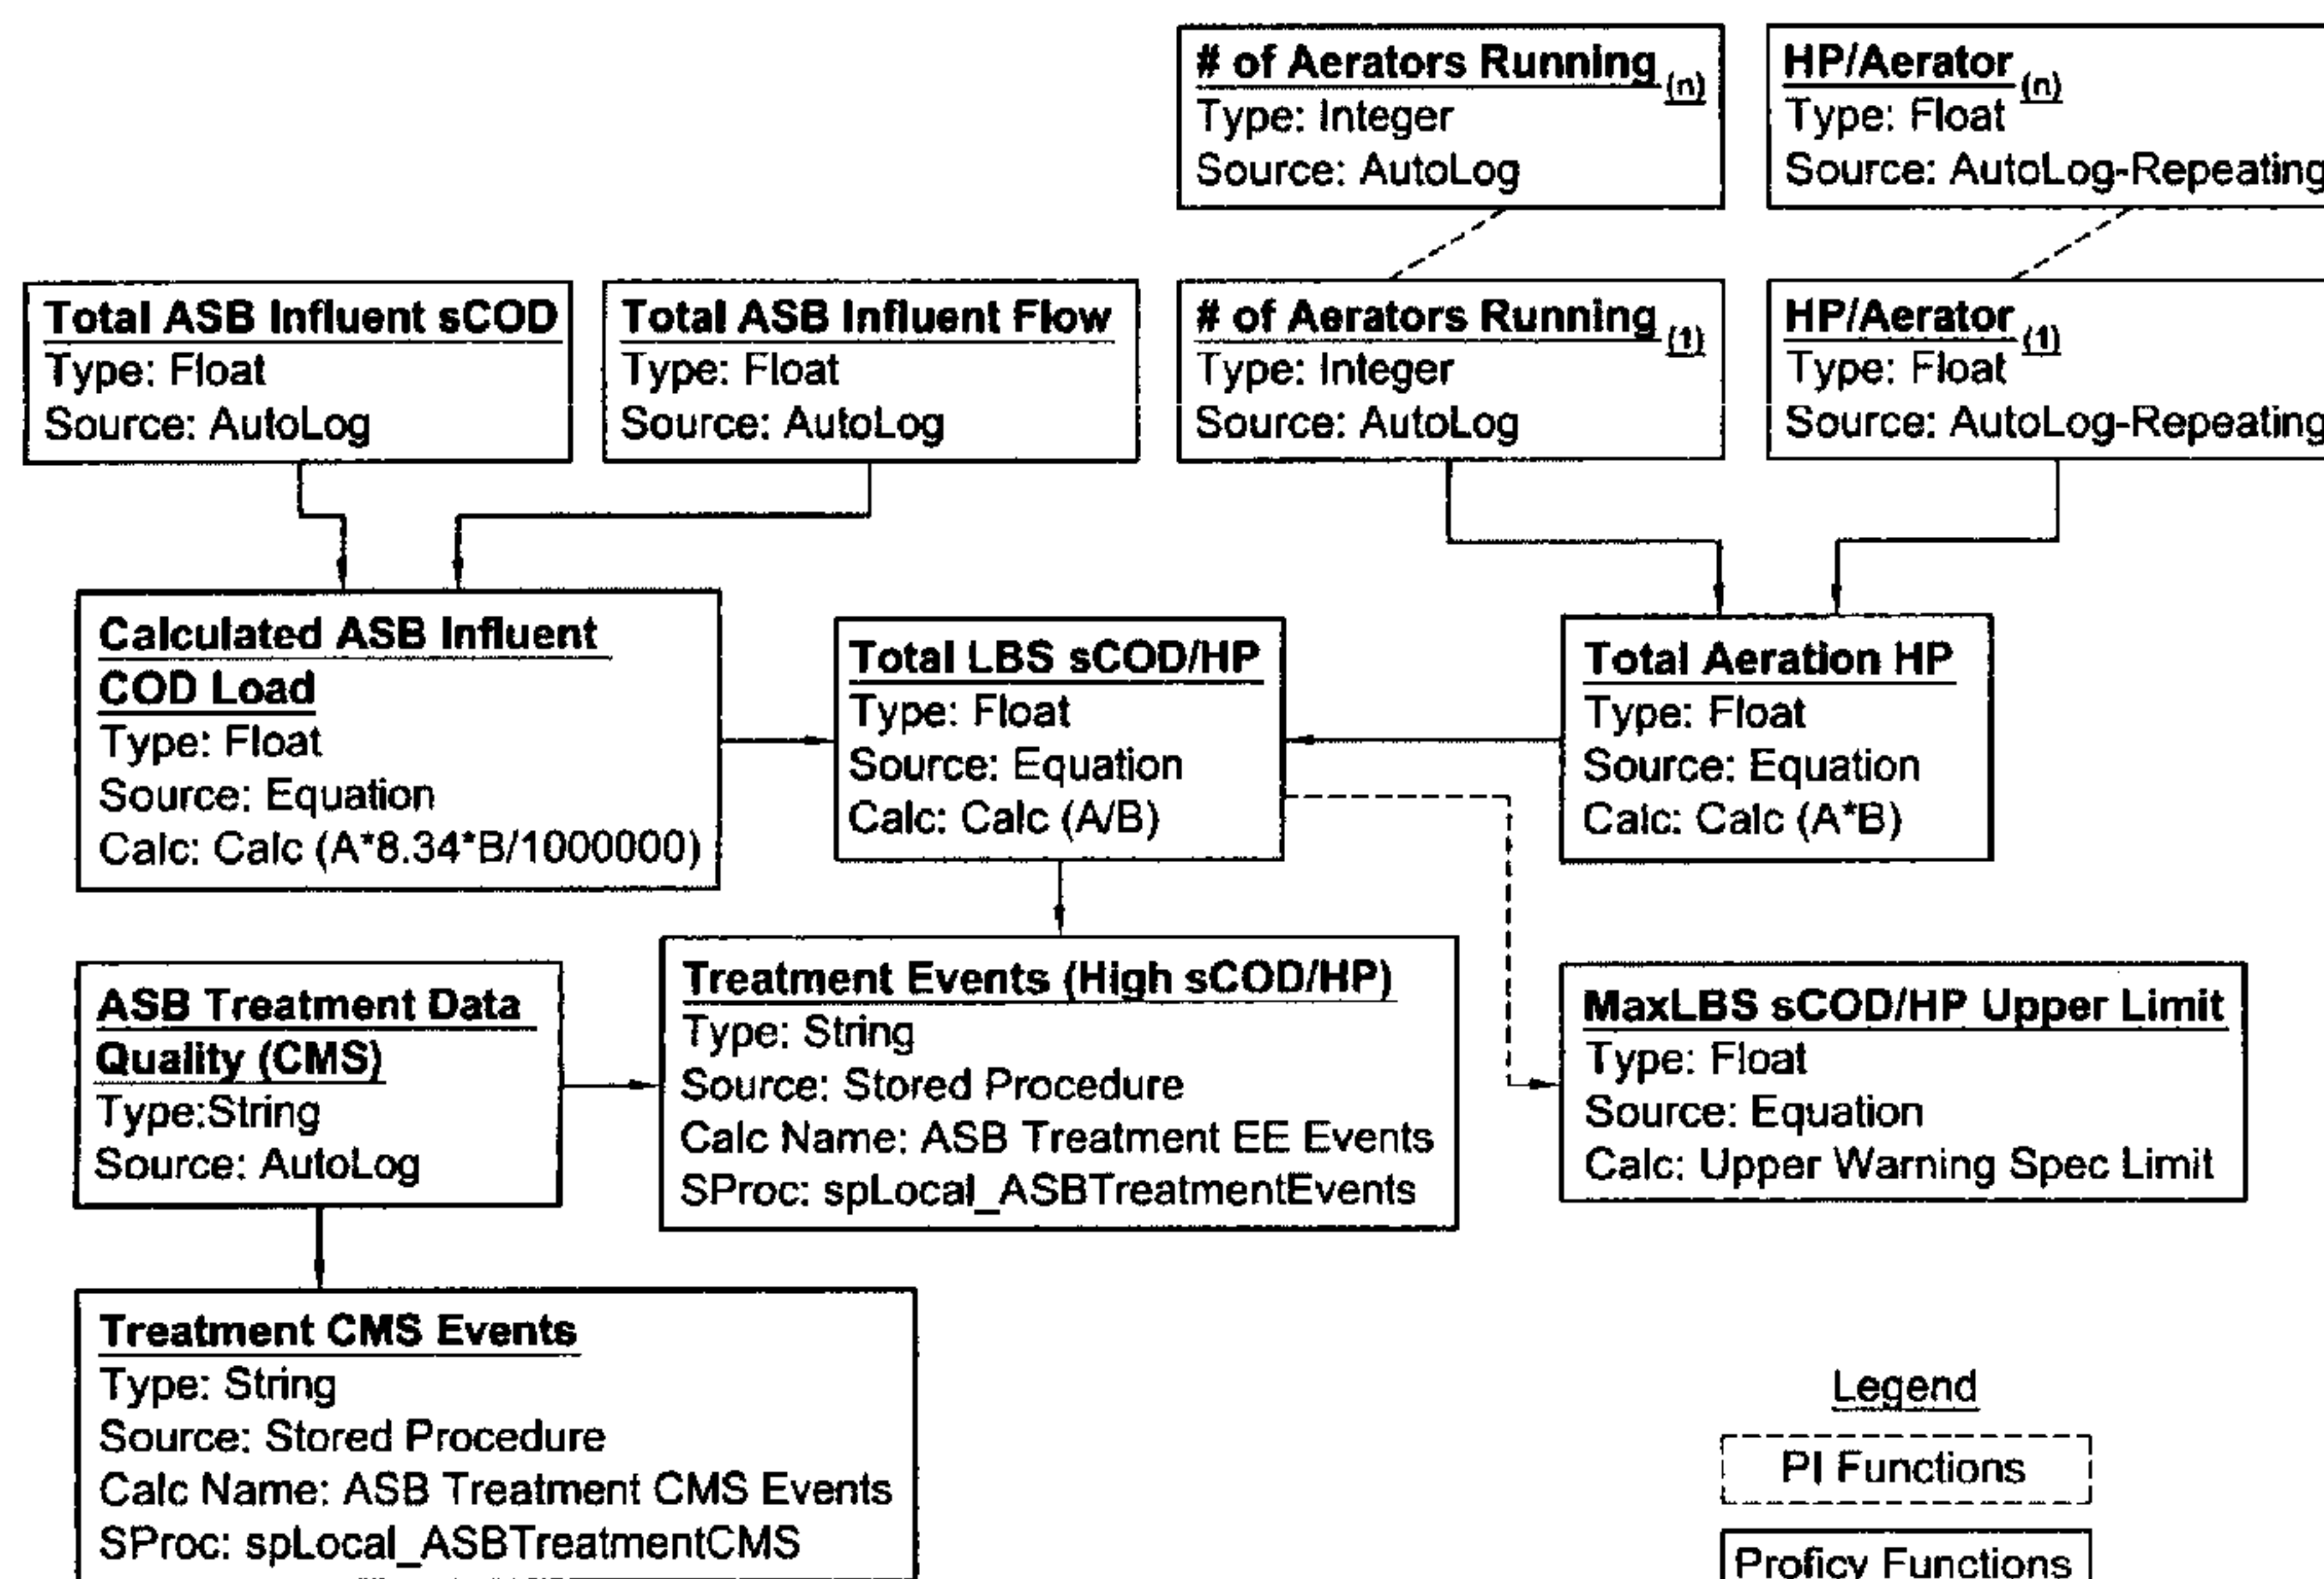 # of Aerators Running (n)
Type: Integer
Source: AutoLog
HP/Aerator (n)
Type: Float
Source: AutoLog-Repeating
Total ASB Influent sCOD
Type: Float
Source: AutoLog
Total ASB Influent Flow
Type: Float
Source: AutoLog
# of Aerators Running (1)
Type: Integer
Source: AutoLog
HP/Aerator (1)
Type: Float
Source: AutoLog-Repeating
Calculated ASB Influent
COD Load
Type: Float
Source: Equation
Calc: Calc (A*8.34*B/1000000)
Total LBS sCOD/HP
Type: Float
Source: Equation
Calc: Calc (A/B)
Total Aeration HP
Type: Float
Source: Equation
Calc: Calc (A*B)
ASB Treatment Data
Quality (CMS)
Type:String
Source: AutoLog
Treatment Events (High sCOD/HP)
Type: String
Source: Stored Procedure
Calc Name: ASB Treatment EE Events
SProc: spLocal_ASBTreatmentEvents
MaxLBS sCOD/HP Upper Limit
Type: Float
Source: Equation
Calc: Upper Warning Spec Limit
Treatment CMS Events
Type: String
Source: Stored Procedure
Calc Name: ASB Treatment CMS Events
SProc: spLocal_ASBTreatmentCMS
Legend
PI Functions
Proficy Functions